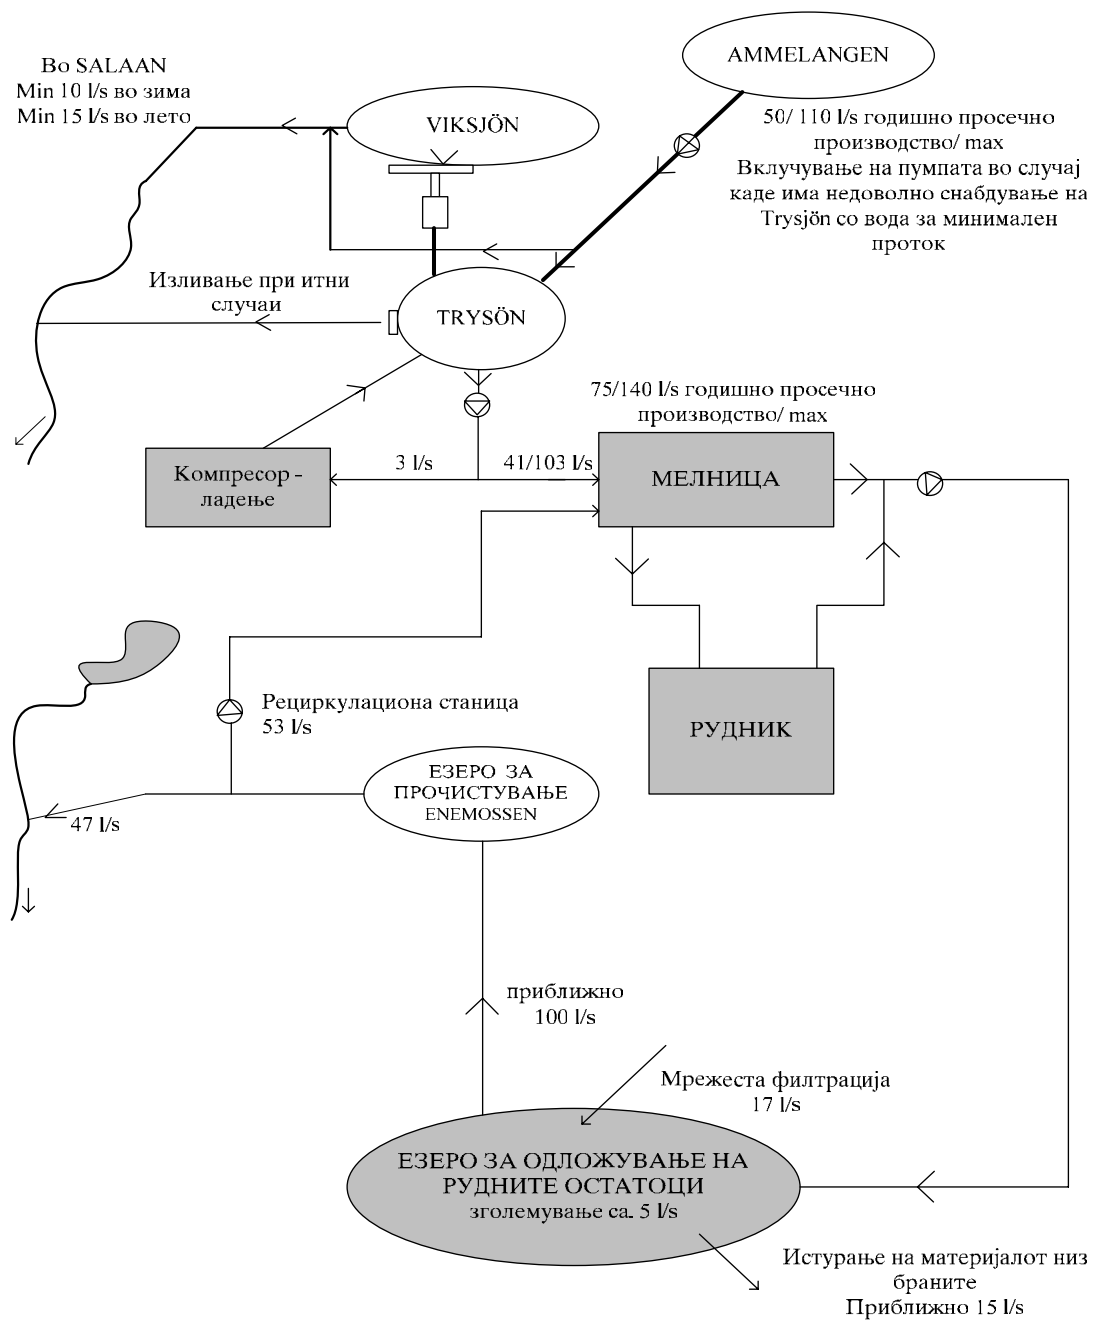 AMMELANGEN
Во SALAAN
Min 10 l/s во зима
Min 15 l/s во лето
VIKSJÖN
50/ 110 l/s годишно просечно
производство/ max
Вклучување на пумпата во случај
каде има недоволно снабдување на
Trysjön со вода за минимален
проток
Изливање при итни
случаи
TRYSÖN
75/140 l/s годишно просечно
производство/ max
Компресор -
ладење
3 l/s
41/103 l/s
МЕЛНИЦА
Рециркулациона станица
53 l/s
РУДНИК
ЕЗЕРО ЗА
ПРОЧИСТУВАЊЕ
ENEMOSSEN
47 l/s
приближно
100 l/s
Мрежеста филтрација
17 l/s
ЕЗЕРО ЗА ОДЛОЖУВАЊЕ НА
РУДНИТЕ ОСТАТОЦИ
зголемување ca. 5 l/s
Истурање на материјалот низ
браните
Приближно 15 l/s